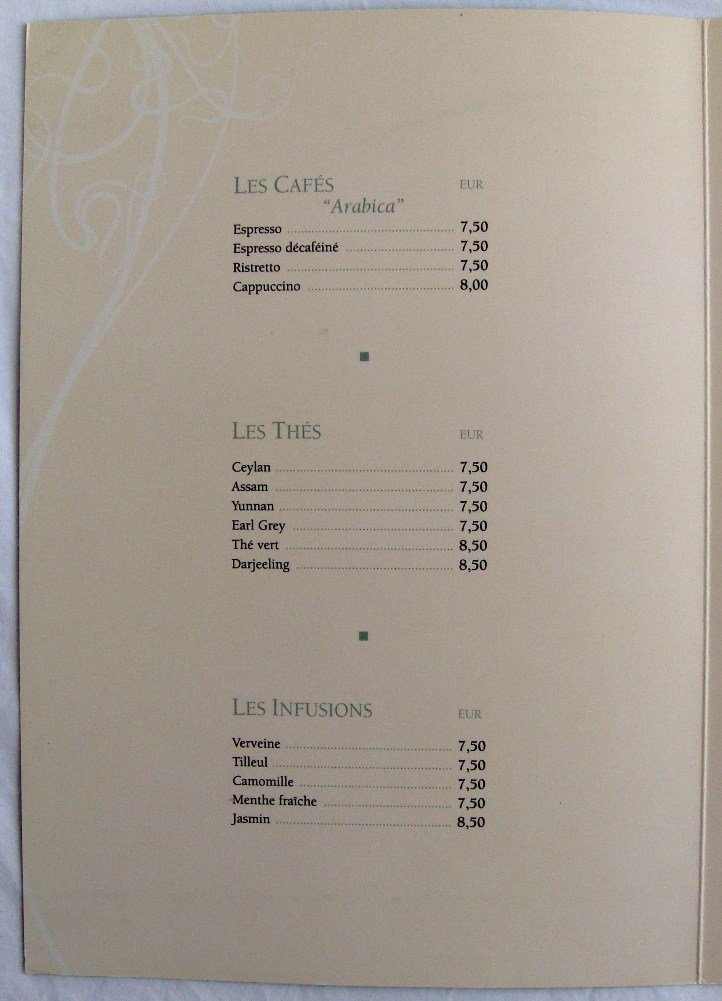 LES CAFÉS EUR
"Arabica"
Espresso 7,50
Espresso décaféiné 7,50
Ristretto 7,50
Cappuccino 8,00
LES THÉS EUR
Ceylan 7,50
Assam 7,50
Yunnan 7,50
Earl Grey 7,50
Thé vert 8,50
Darjeeling 8,50
LES INFUSIONS EUR
Verveine 7,50
Tilleul 7,50
Camomille 7,50
Menthe fraîche 7,50
Jasmin 8,50